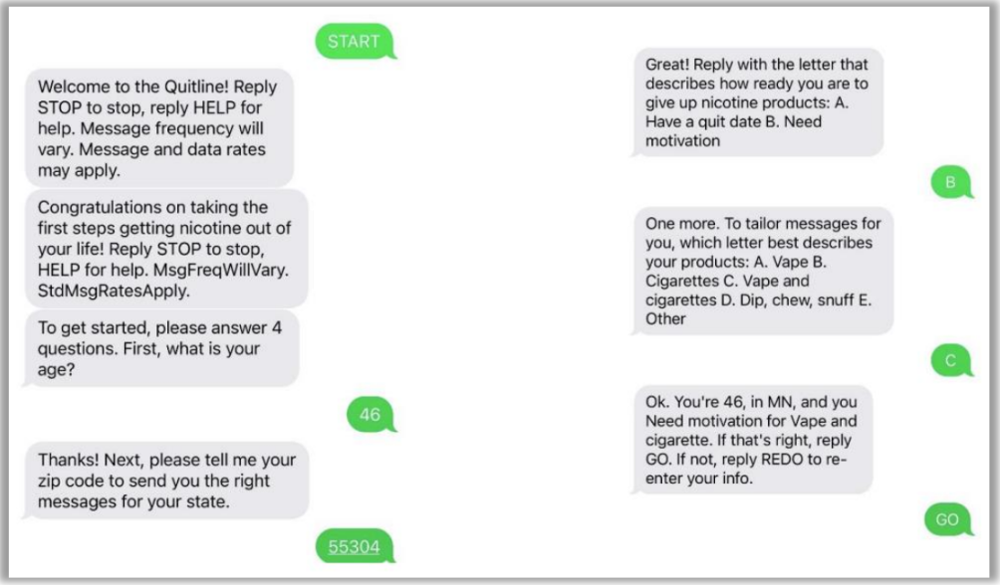 START
Welcome to the Quitline! Reply
STOP to stop, reply HELP for
help. Message frequency will
vary. Message and data rates
may apply.
Congratulations on taking the
first steps getting nicotine out of
your life! Reply STOP to stop,
HELP for help. MsgFreqWillVary.
StdMsgRatesApply.
To get started, please answer 4
questions. First, what is your
age?
46
Thanks! Next, please tell me your
zip code to send you the right
messages for your state.
55304
Great! Reply with the letter that
describes how ready you are to
give up nicotine products: A.
Have a quit date B. Need
motivation
B
One more. To tailor messages for
you, which letter best describes
your products: A. Vape B.
Cigarettes C. Vape and
cigarettes D. Dip, chew, snuff E.
Other
C
Ok. You're 46, in MN, and you
Need motivation for Vape and
cigarette. If that's right, reply
GO. If not, reply REDO to re-
enter your info.
GO